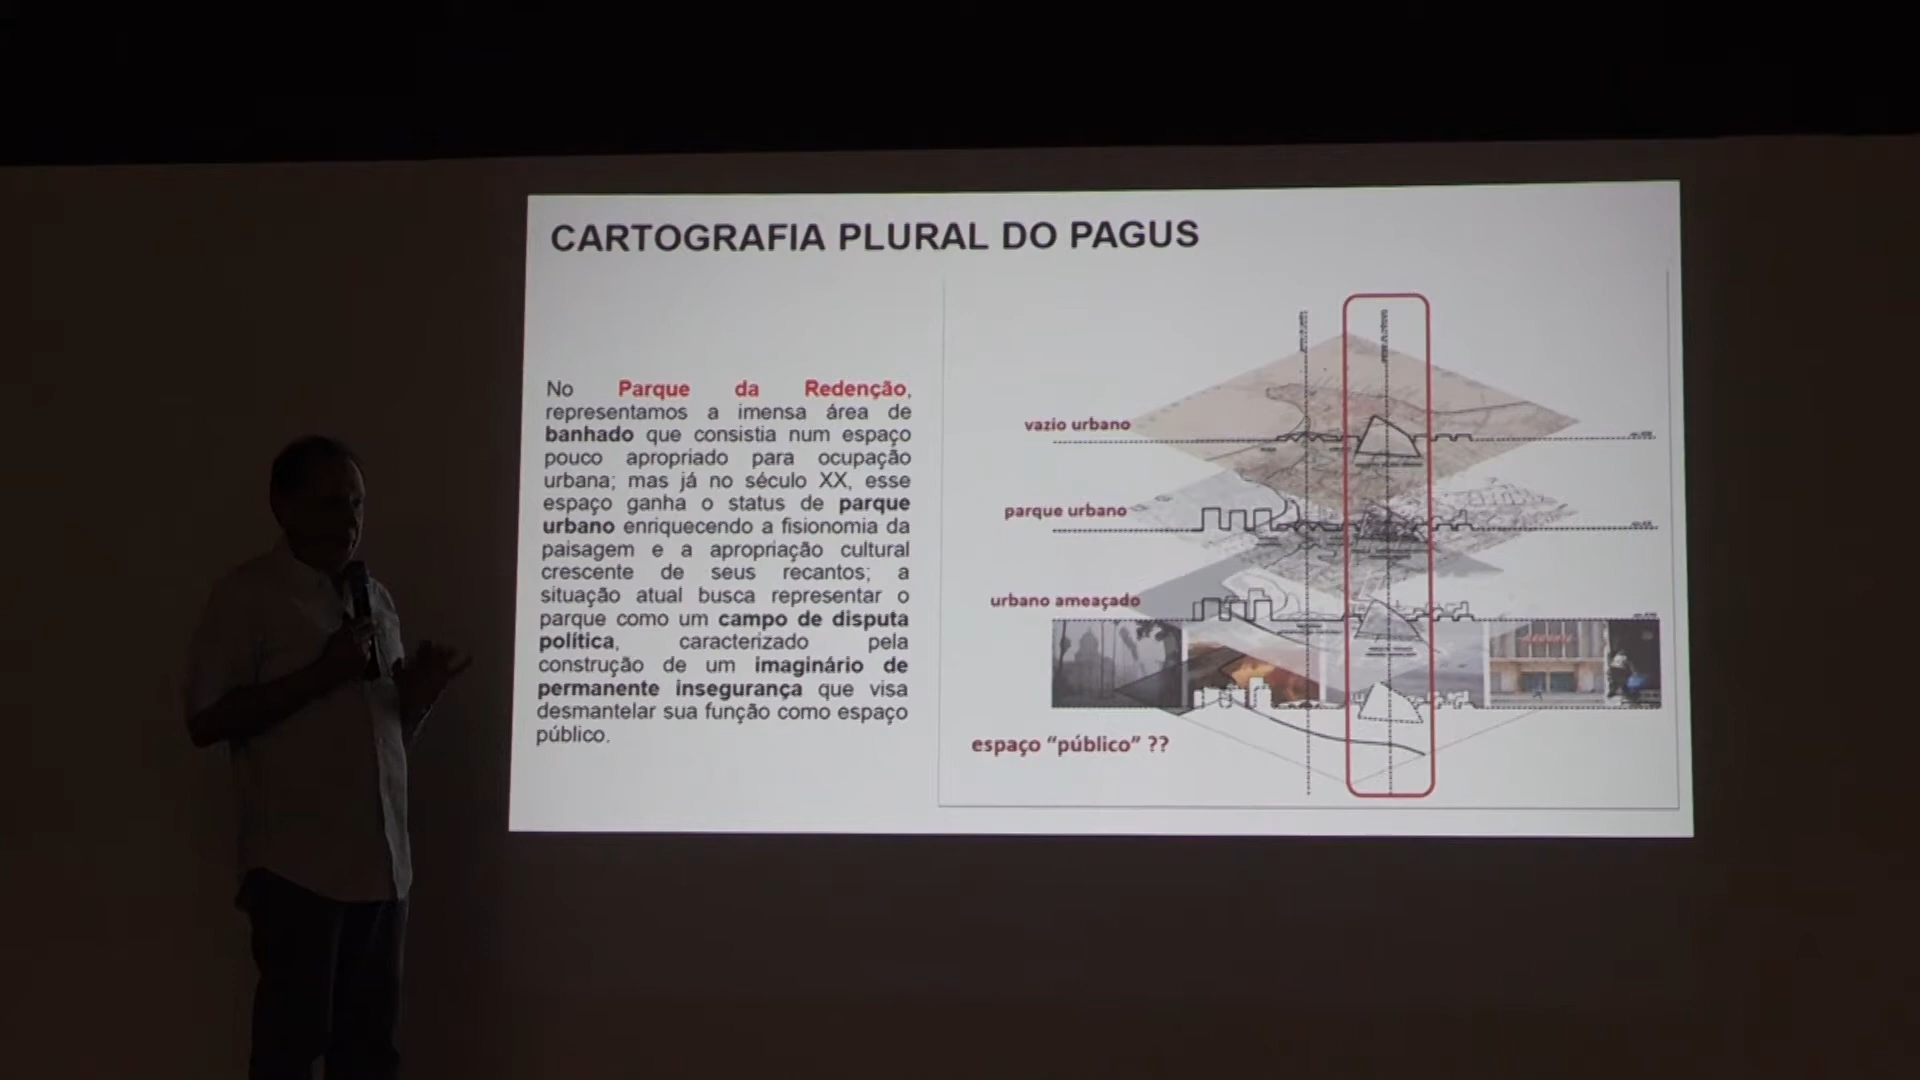 CARTOGRAFIA PLURAL DO PAGUS
No Parque da Redenção,
representamos a imensa área de
banhado que consistia num espaço
pouco apropriado para ocupação
urbana; mas já no século XX, esse
espaço ganha o status de parque
urbano enriquecendo a fisionomia da
paisagem e a apropriação cultural
crescente de seus recantos; a
situação atual busca representar o
parque como um campo de disputa
política, caracterizado pela
construção de um imaginário de
permanente insegurança que visa
desmantelar sua função como espaço
público.
vazio urbano
parque urbano
urbano ameaçado
espaço “público” ??